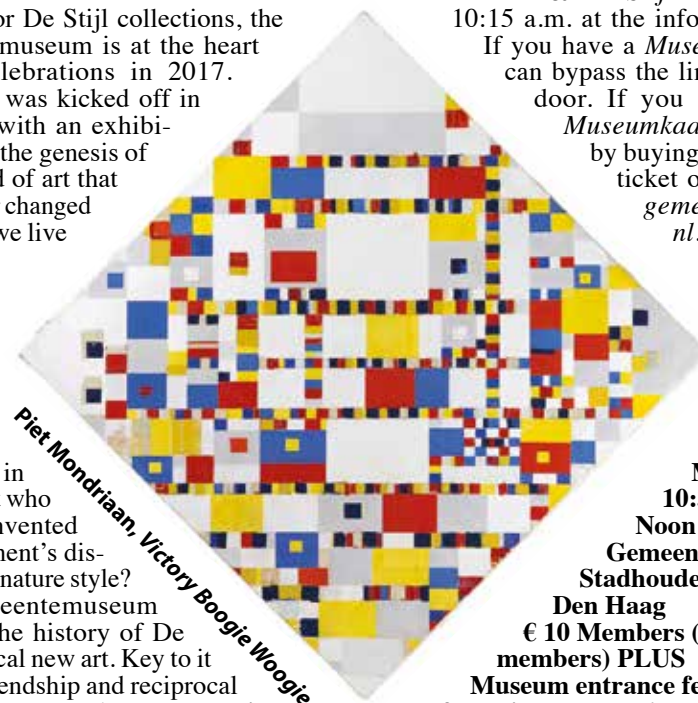 or De Stijl collections, the
museum is at the heart
lebrations in 2017.
was kicked off in
with an exhibi-
the genesis of
of art that
changed
we live
in
who
nvented
nent's dis-
nature style?
eentemuseum
he history of De
cal new art. Key to it
endship and reciprocal
Piet Mondriaan, Victory Boogie Woogie
10:15 a.m. at the info
If you have a Muse
can bypass the lin
door. If you
Museumkaa
by buying
ticket o
geme
nl.
10:
Noon
Gemeen
Stadhoude
Den Haag
€ 10 Members (
members) PLUS
Museum entrance fe